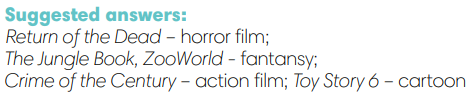 Suggested answers:
Return of the Dead – horror film;
The Jungle Book, ZooWorld - fantansy;
Crime of the Century – action film; Toy Story 6 – cartoon